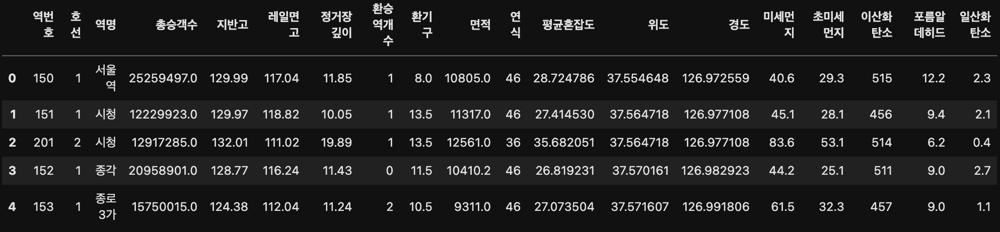 역번호 호선 역명 총승객수 지반고 레일면고 정거장깊이 환승역개수 환기구 면적 연식 평균혼잡도 위도 경도 미세먼지 초미세먼지 이산화탄소 포름알데히드 일산화탄소
0 150 1 서울역 25259497.0 129.99 117.04 11.85 1 8.0 10805.0 46 28.724786 37.554648 126.972559 40.6 29.3 515 12.2 2.3
1 151 1 시청 12229923.0 129.97 118.82 10.05 1 13.5 11317.0 46 27.414530 37.564718 126.977108 45.1 28.1 456 9.4 2.1
2 201 2 시청 12917285.0 132.01 111.02 19.89 1 13.5 12561.0 36 35.682051 37.564718 126.977108 83.6 53.1 514 6.2 0.4
3 152 1 종각 20958901.0 128.77 116.24 11.43 0 11.5 10410.2 46 26.819231 37.570161 126.982923 44.2 25.1 511 9.0 2.7
4 153 1 종로3가 15750015.0 124.38 112.04 11.24 2 10.5 9311.0 46 27.073504 37.571607 126.991806 61.5 32.3 457 9.0 1.1